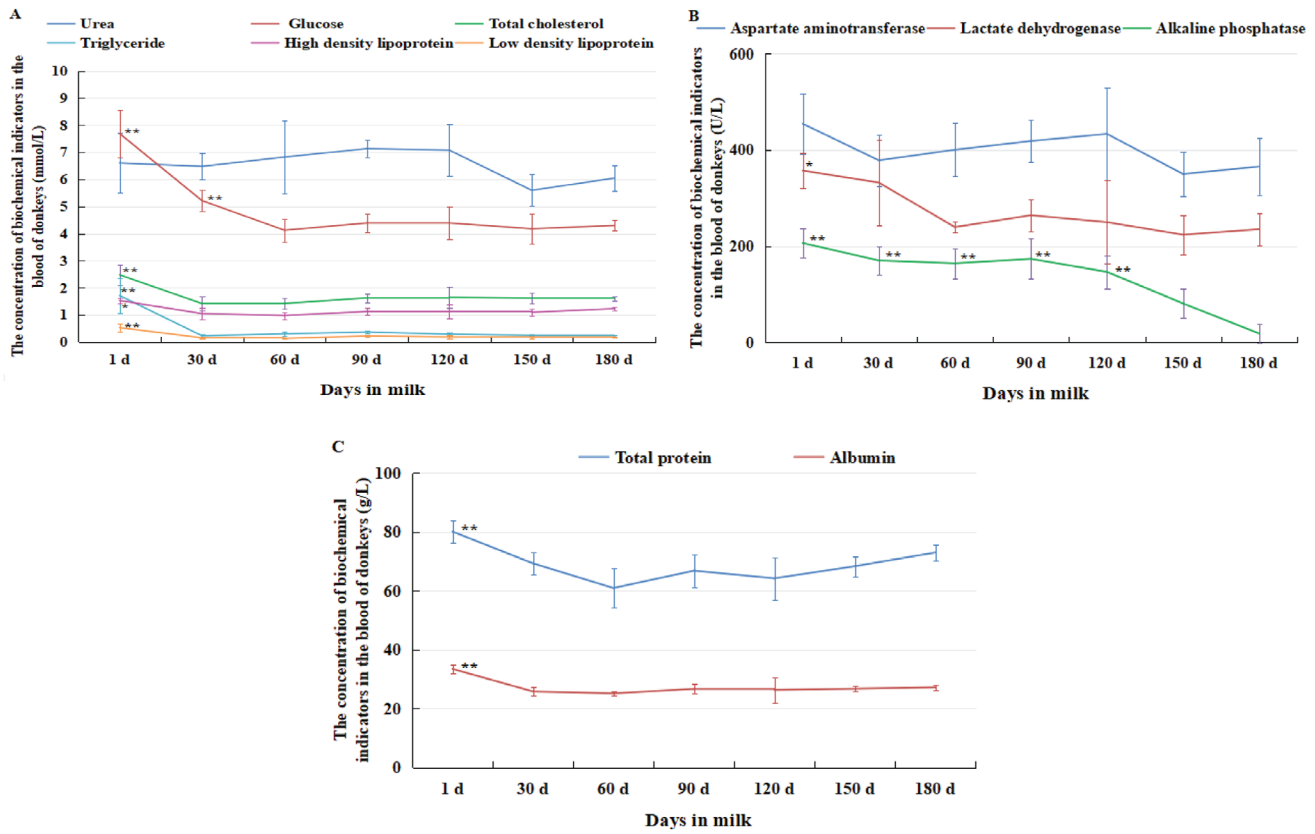 A
Urea Glucose Total cholesterol
Triglyceride High density lipoprotein Low density lipoprotein
The concentration of biochemical indicators in the
blood of donkeys (mmol/L)
10
9
8
7
6
5
4
3
2
1
0
**
**
**
**
*
**
1 d 30 d 60 d 90 d 120 d 150 d 180 d
Days in milk
B
Aspartate aminotransferase Lactate dehydrogenase Alkaline phosphatase
The concentration of biochemical indicators
in the blood of donkeys (U/L)
600
400
200
0
*
** ** ** ** **
1 d 30 d 60 d 90 d 120 d 150 d 180 d
Days in milk
C
Total protein Albumin
The concentration of biochemical
indicators in the blood of donkeys (g/L)
100
80
60
40
20
0
**
**
1 d 30 d 60 d 90 d 120 d 150 d 180 d
Days in milk